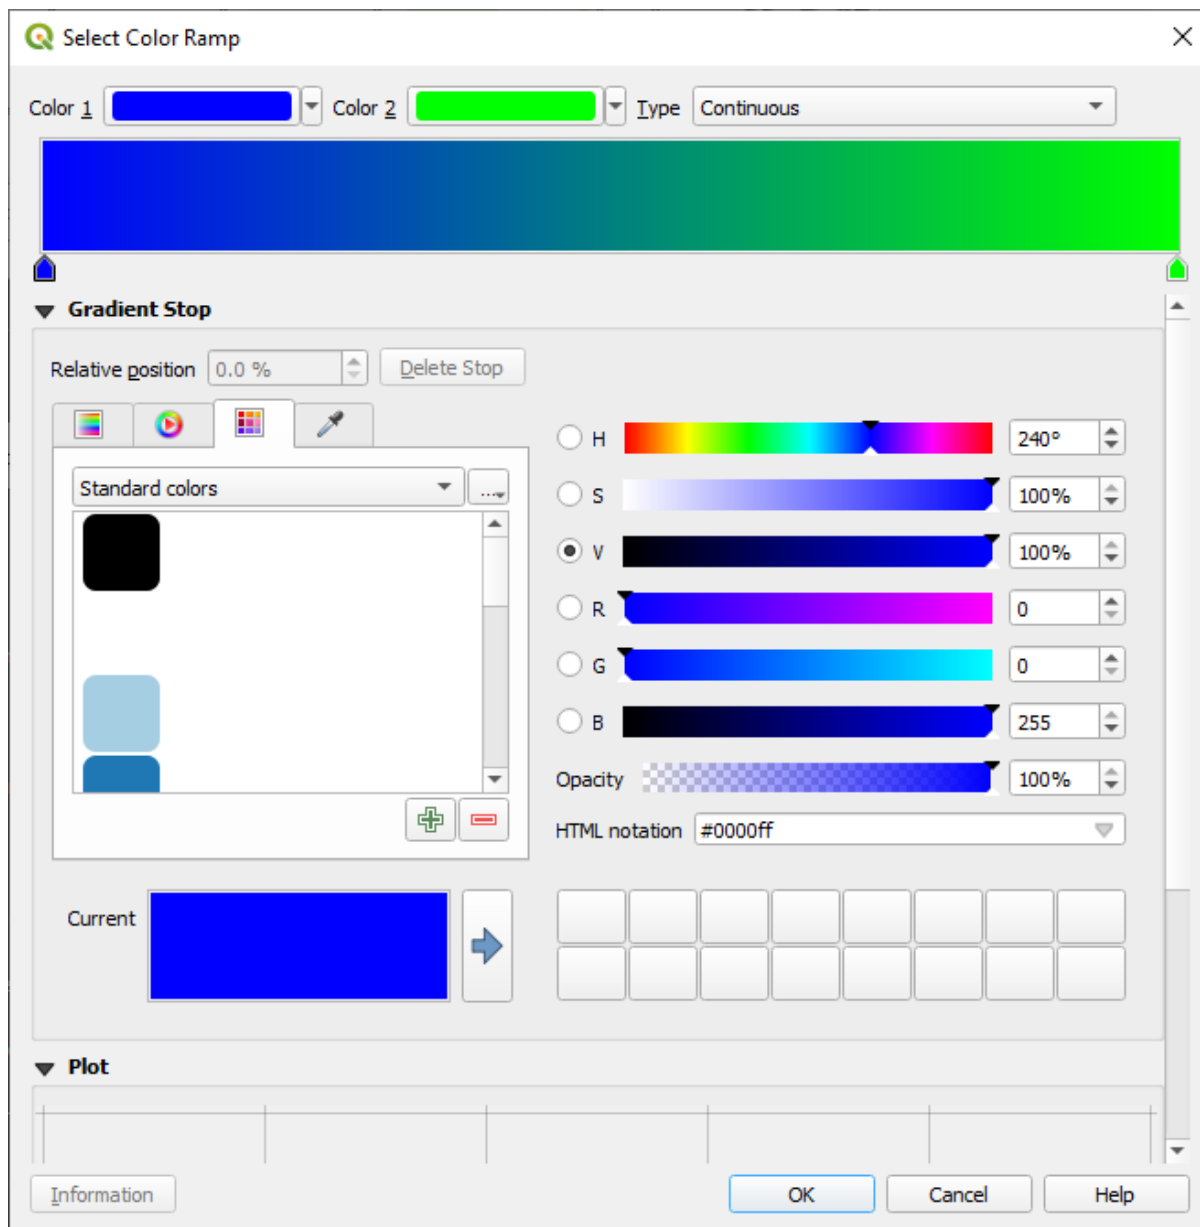 Select Color Ramp
Color 1 Color 2 Type Continuous
Gradient Stop
Relative position 0.0 % Delete Stop
H 240°
Standard colors ...
S 100%
V 100%
R 0
G 0
B 255
Opacity 100%
HTML notation #0000ff
Current
Plot
Information OK Cancel Help